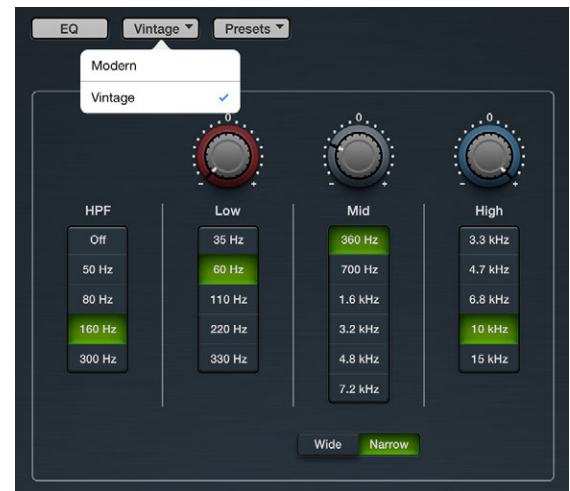 EQ Vintage Presets
Modern
Vintage
0 0 0
- + - + - +
HPF Low Mid High
Off 35 Hz 360 Hz 3.3 kHz
50 Hz 60 Hz 700 Hz 4.7 kHz
80 Hz 110 Hz 1.6 kHz 6.8 kHz
160 Hz 220 Hz 3.2 kHz 10 kHz
300 Hz 330 Hz 4.8 kHz 15 kHz
7.2 kHz
Wide Narrow